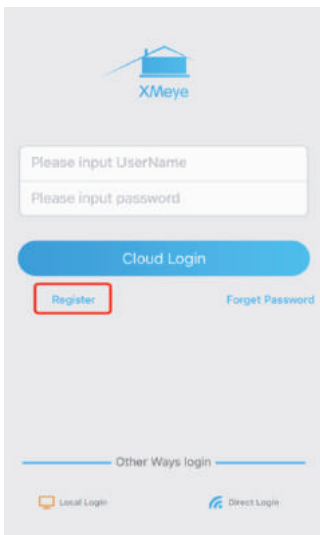 XMeye
Please input UserName
Please input password
Cloud Login
Register Forget Password
Other Ways login
Local Login Direct Login